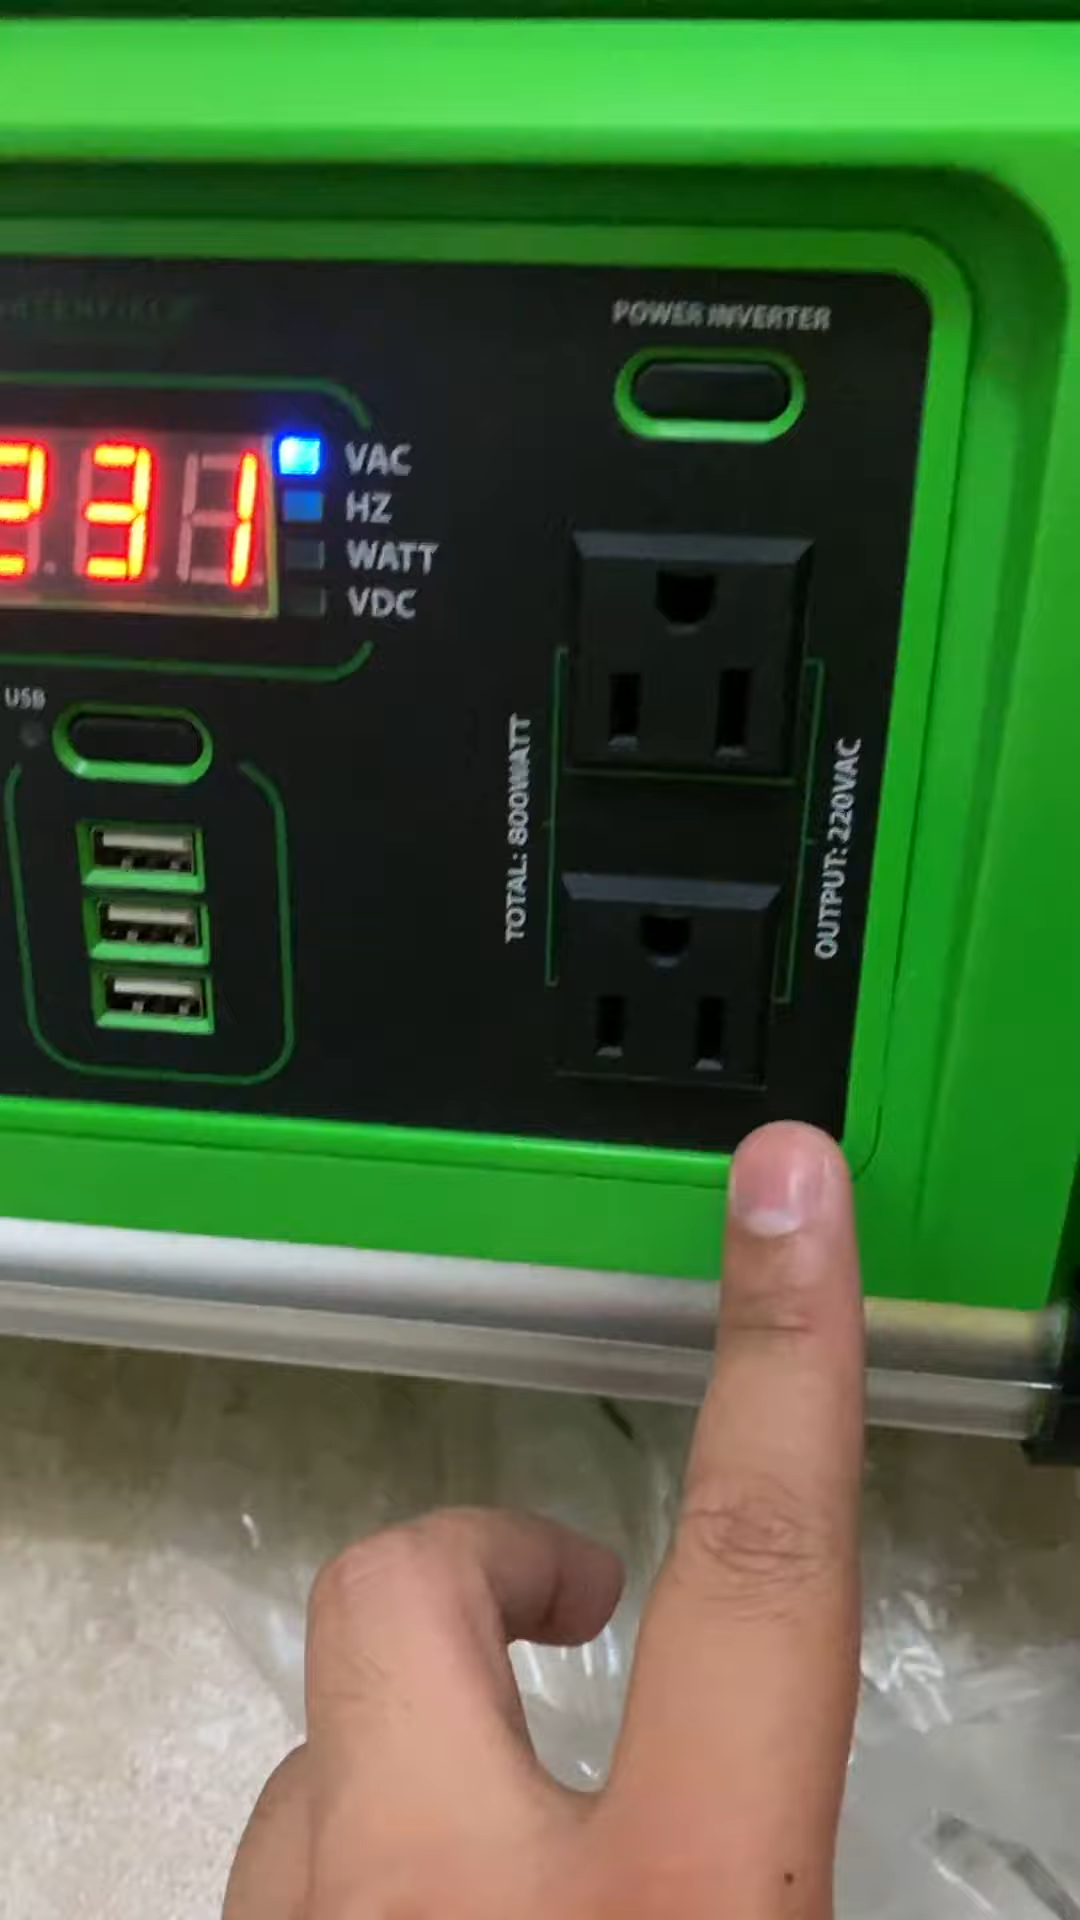 POWER INVERTER
231
VAC
HZ
WATT
VDC
USB
TOTAL: 800WATT
OUTPUT: 220VAC